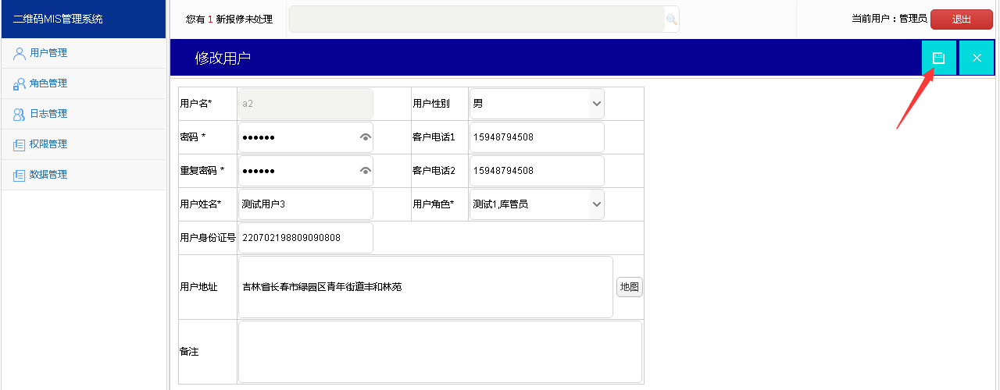 二维码MIS管理系统
您有 1 新报修未处理
当前用户：管理员
退出
用户管理
角色管理
日志管理
权限管理
数据管理
修改用户
用户名*
a2
用户性别
男
密码 *
••••••
客户电话1
15948794508
重复密码 *
••••••
客户电话2
15948794508
用户姓名*
测试用户3
用户角色*
测试1,库管员
用户身份证号
220702198809090808
用户地址
吉林省长春市绿园区青年街道丰和林苑
地图
备注